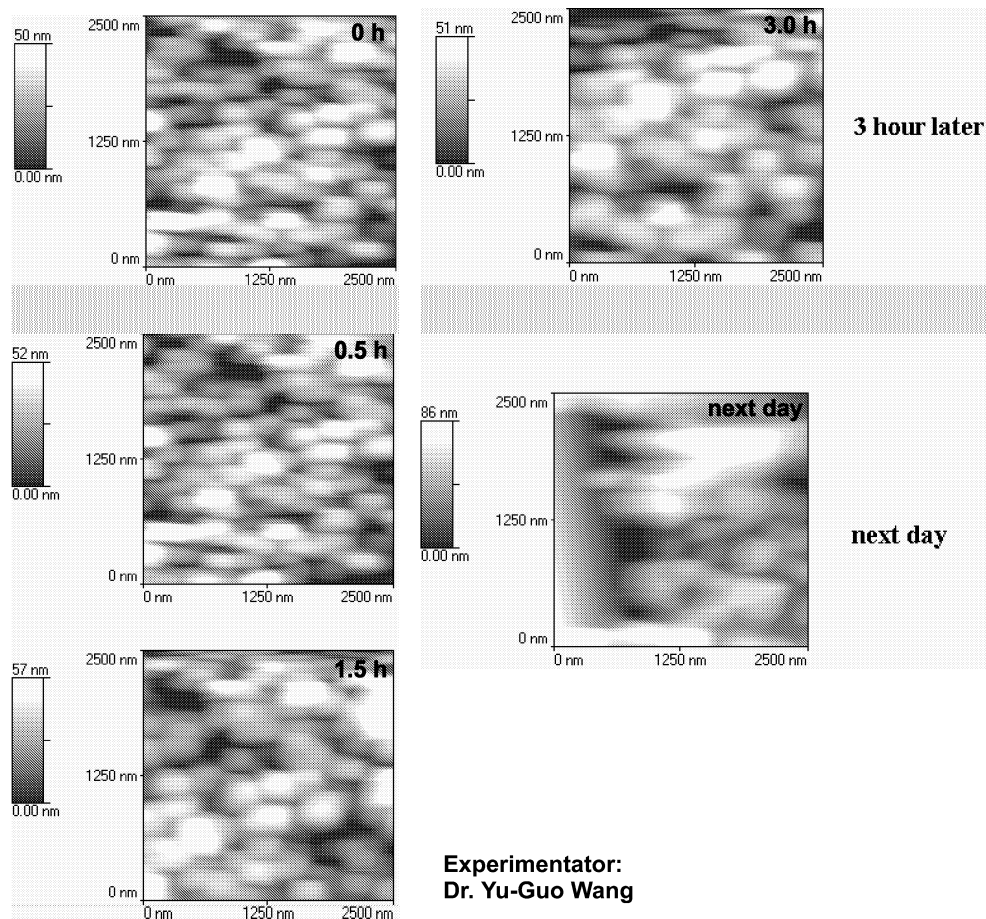 50 nm
0.00 nm
2500 nm
0 h
1250 nm
0 nm
0 nm
1250 nm
2500 nm
51 nm
0.00 nm
2500 nm
3.0 h
1250 nm
0 nm
0 nm
1250 nm
2500 nm
3 hour later
52 nm
0.00 nm
2500 nm
0.5 h
1250 nm
0 nm
0 nm
1250 nm
2500 nm
86 nm
0.00 nm
2500 nm
next day
1250 nm
0 nm
0 nm
1250 nm
2500 nm
next day
57 nm
0.00 nm
2500 nm
1.5 h
1250 nm
0 nm
0 nm
1250 nm
2500 nm
Experimentator:
Dr. Yu-Guo Wang